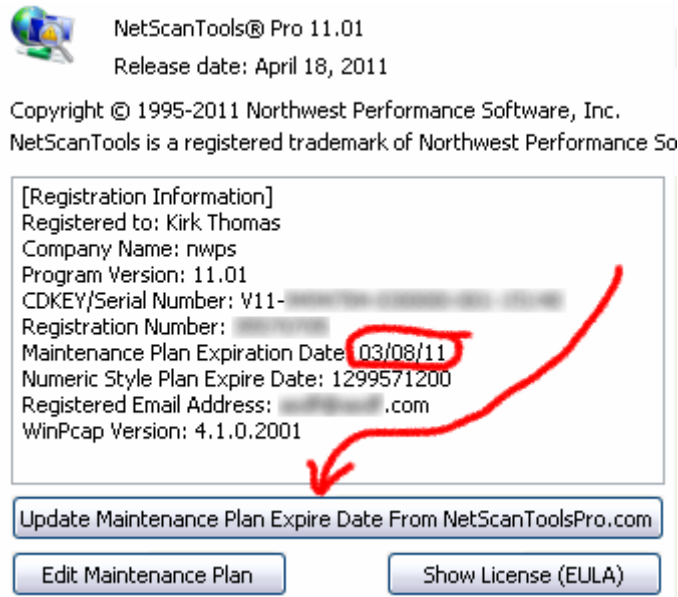 NetScanTools® Pro 11.01
Release date: April 18, 2011
Copyright © 1995-2011 Northwest Performance Software, Inc.
NetScanTools is a registered trademark of Northwest Performance So
[Registration Information]
Registered to: Kirk Thomas
Company Name: nwps
Program Version: 11.01
CDKEY/Serial Number: V11-
Registration Number:
Maintenance Plan Expiration Date: 03/08/11
Numeric Style Plan Expire Date: 1299571200
Registered Email Address: .com
WinPcap Version: 4.1.0.2001
Update Maintenance Plan Expire Date From NetScanToolsPro.com
Edit Maintenance Plan
Show License (EULA)